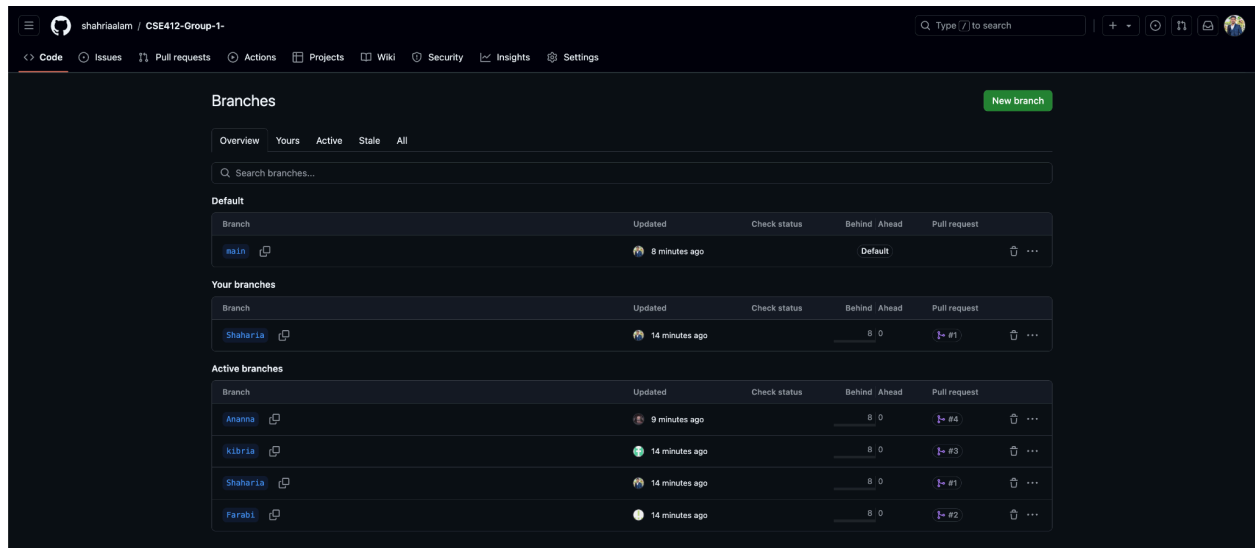 shahriaalam / CSE412-Group-1- Type / to search
Code Issues Pull requests Actions Projects Wiki Security Insights Settings
Branches New branch
Overview Yours Active Stale All
Search branches...
Default
Branch Updated Check status Behind Ahead Pull request
main 8 minutes ago Default
Your branches
Branch Updated Check status Behind Ahead Pull request
Shaharia 14 minutes ago 8 0 #1
Active branches
Branch Updated Check status Behind Ahead Pull request
Ananna 9 minutes ago 8 0 #4
kibria 14 minutes ago 8 0 #3
Shaharia 14 minutes ago 8 0 #1
Farabi 14 minutes ago 8 0 #2